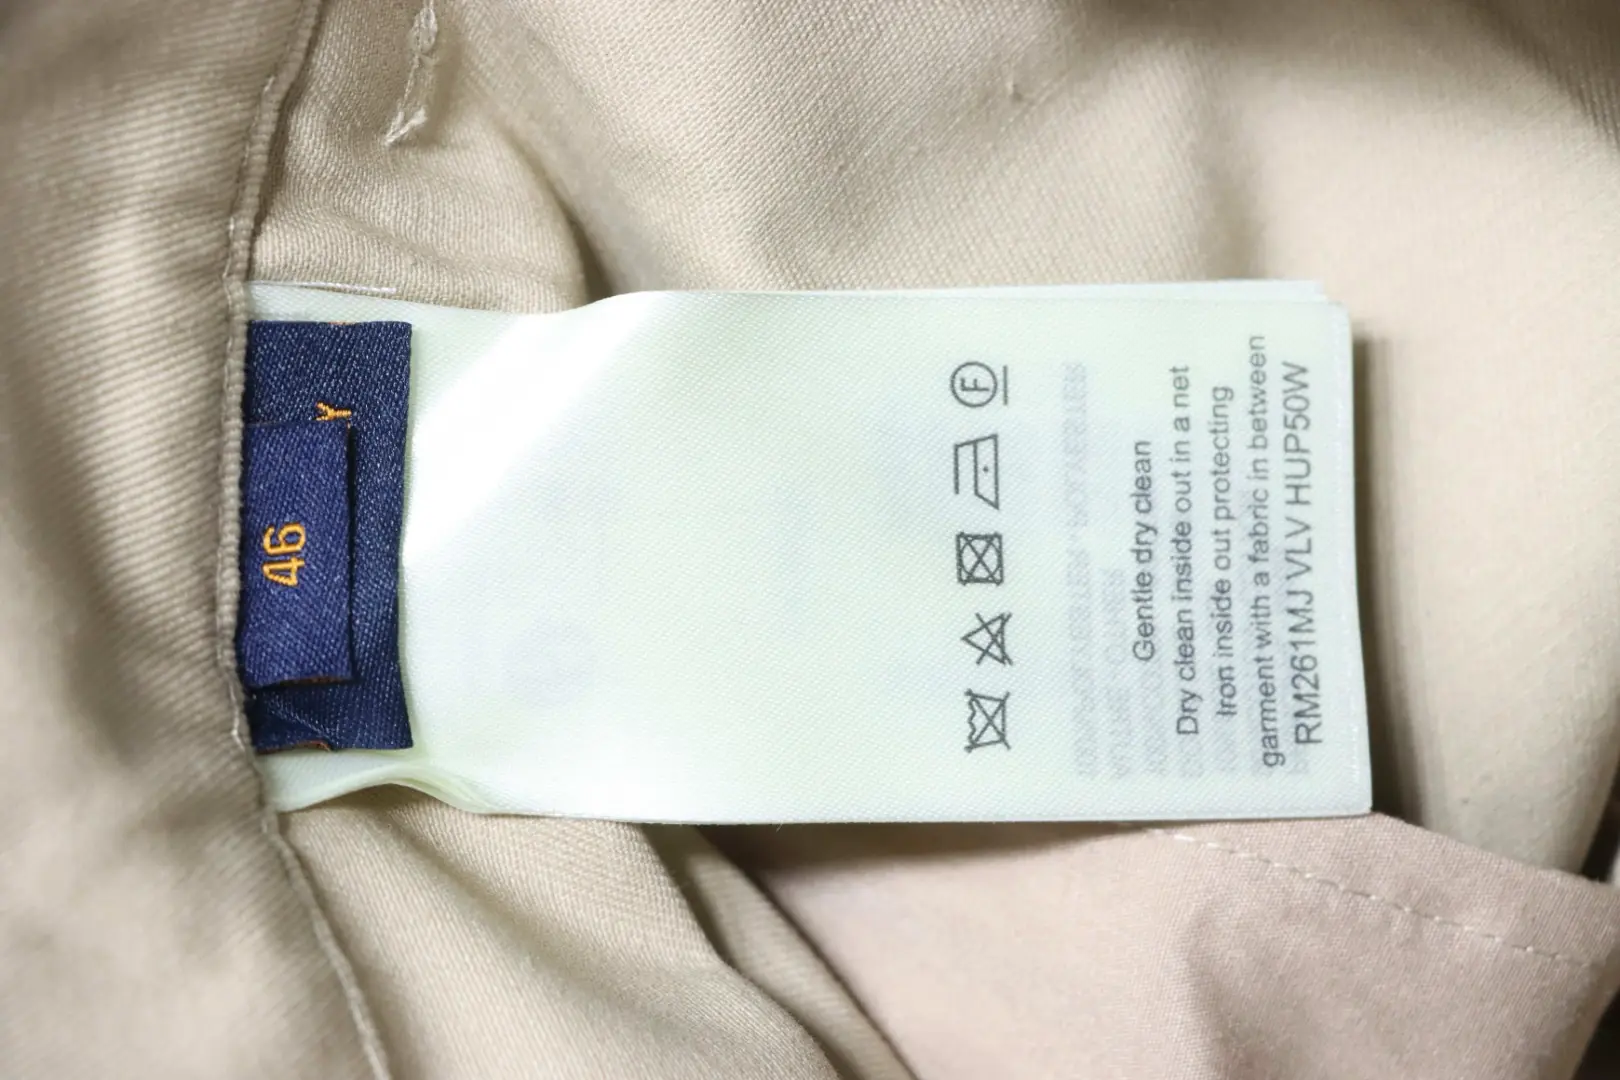 Y
46
F
Gentle dry clean
Dry clean inside out in a net
Iron inside out protecting
garment with a fabric in between
RM261MJ VLV HUP50W